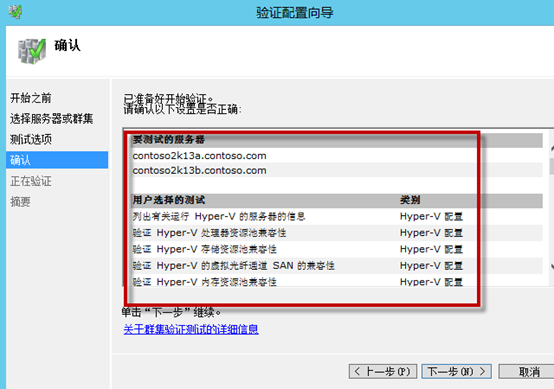 验证配置向导
确认
开始之前
选择服务器或群集
测试选项
确认
正在验证
摘要
已准备好开始验证。
请确认以下设置是否正确:
要测试的服务器
contoso2k13a.contoso.com
contoso2k13b.contoso.com
用户选择的测试 类别
列出有关运行 Hyper-V 的服务器的信息 Hyper-V 配置
验证 Hyper-V 处理器资源池兼容性 Hyper-V 配置
验证 Hyper-V 存储资源池兼容性 Hyper-V 配置
验证 Hyper-V 的虚拟光纤通道 SAN 的兼容性 Hyper-V 配置
验证 Hyper-V 内存资源池兼容性 Hyper-V 配置
单击“下一步”继续。
关于群集验证测试的详细信息
< 上一步(P) 下一步(N) > 取消